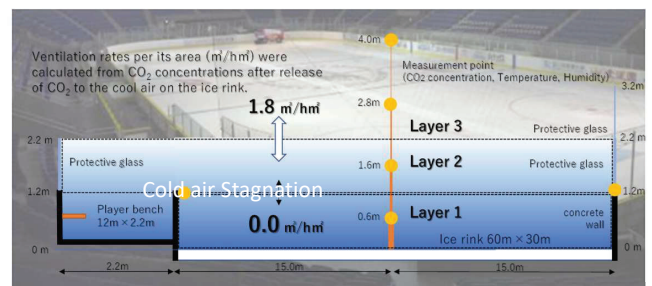 4.0m
Ventilation rates per its area (m³/hm²) were
calculated from CO₂ concentrations after release
of CO₂ to the cool air on the ice rink.
Measurement point
(CO2 concentration, Temperature, Humidity)
3.2m
1.8 m³/hm²
2.8m
Layer 3
Protective glass
2.2 m
2.2 m
Protective glass
1.6m
Layer 2
Protective glass
1.2m
Cold air Stagnation
1.2m
Player bench
12m×2.2m
0.0 m³/hm²
0.6m
Layer 1
concrete
wall
Ice rink 60m×30m
0 m
0 m
2.2m
15.0m
15.0m